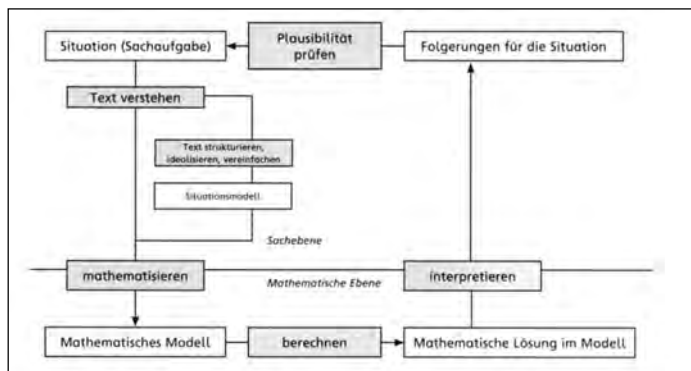 Situation (Sachaufgabe)
Plausibilität
prüfen
Folgerungen für die Situation
Text verstehen
Text strukturieren,
idealisieren, vereinfachen
Situationsmodell
Sachebene
mathematisieren
Mathematische Ebene
interpretieren
Mathematisches Modell
berechnen
Mathematische Lösung im Modell